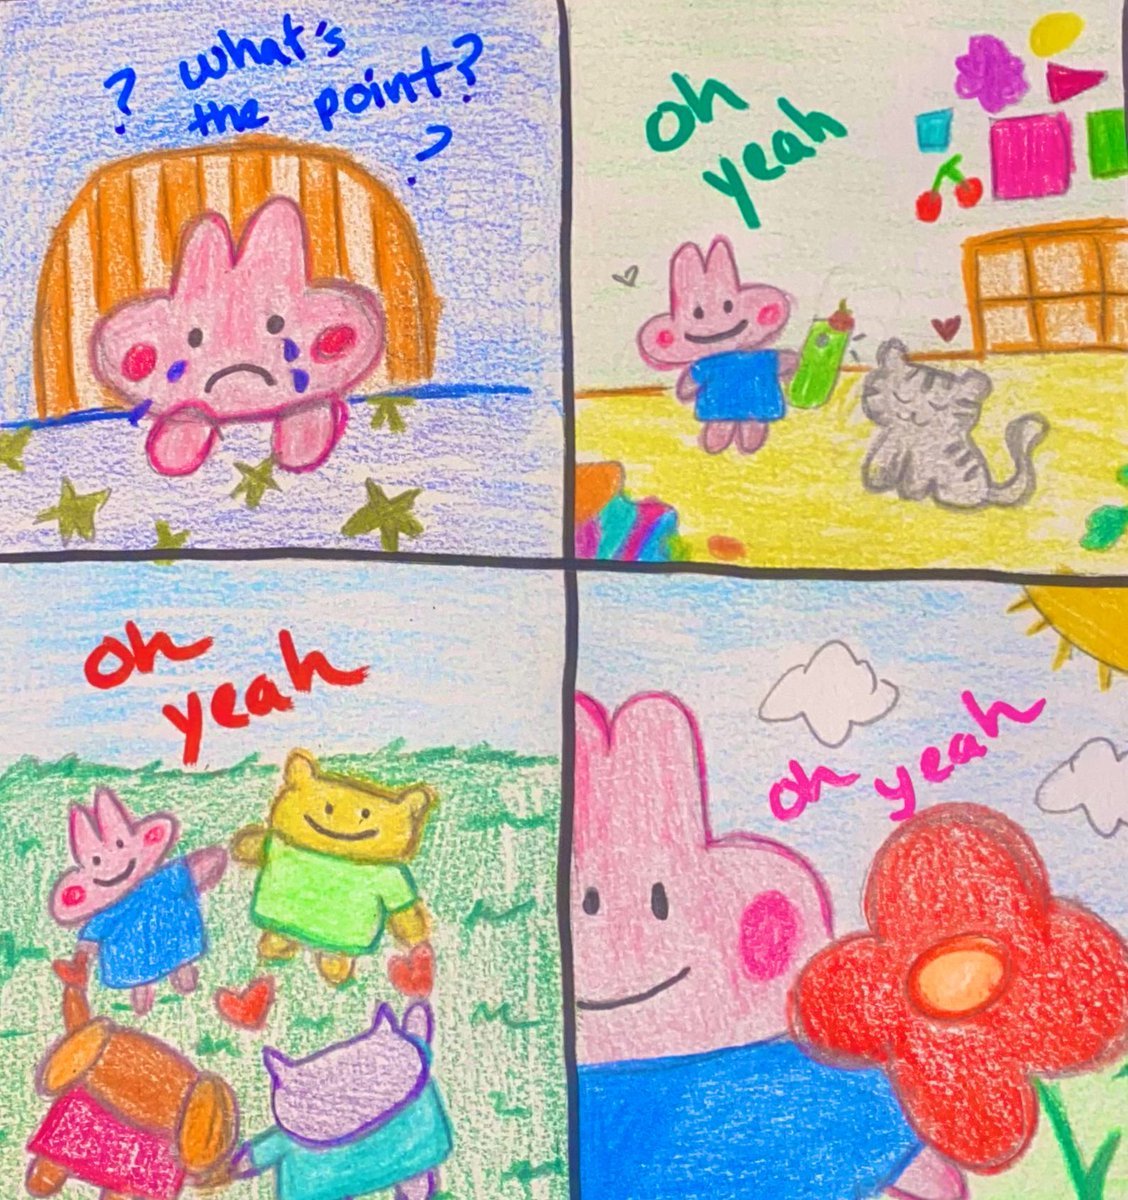 ? what's
the point?
?
oh
yeah
oh
yeah
oh yeah